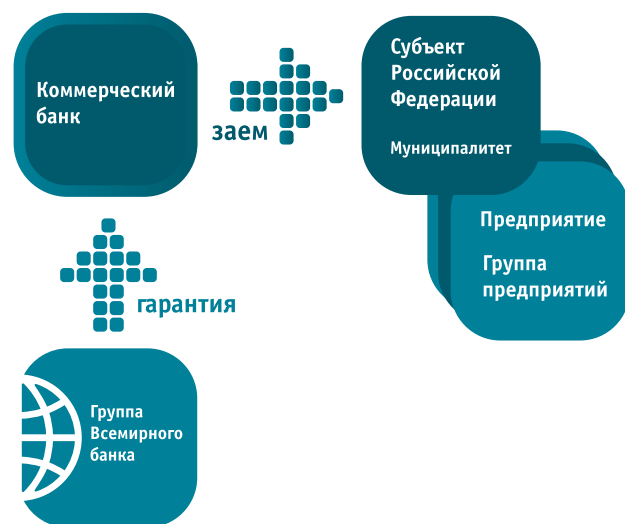 Коммерческий
банк
заем
Субъект
Российской
Федерации
Муниципалитет
Предприятие
Группа
предприятий
гарантия
Группа
Всемирного
банка